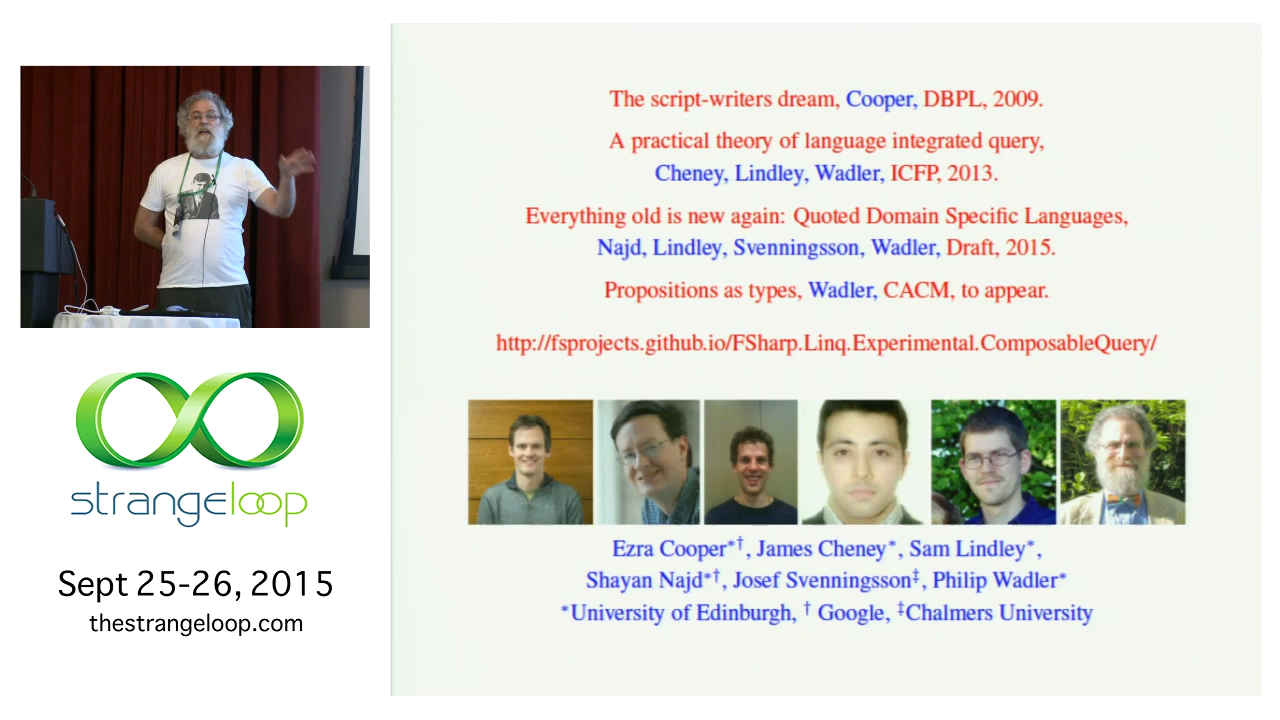 strangeloop
Sept 25-26, 2015
thestrangeloop.com
The script-writers dream, Cooper, DBPL, 2009.
A practical theory of language integrated query,
Cheney, Lindley, Wadler, ICFP, 2013.
Everything old is new again: Quoted Domain Specific Languages,
Najd, Lindley, Svenningsson, Wadler, Draft, 2015.
Propositions as types, Wadler, CACM, to appear.
http://fsprojects.github.io/FSharp.Linq.Experimental.ComposableQuery/
Ezra Cooper*†, James Cheney*, Sam Lindley*,
Shayan Najd*†, Josef Svenningsson‡, Philip Wadler*
*University of Edinburgh, † Google, ‡Chalmers University